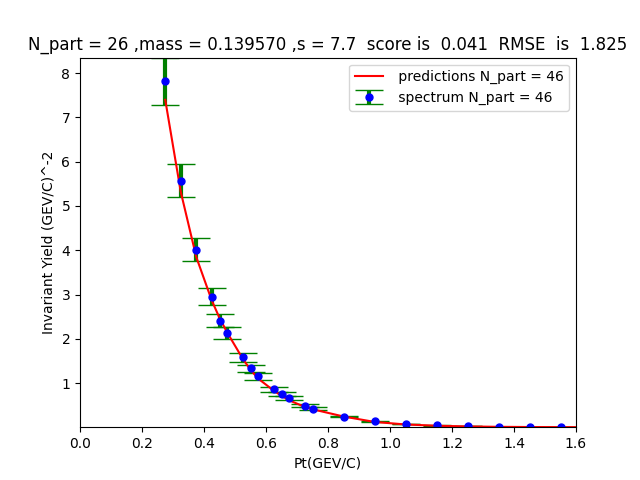 N_part = 26 ,mass = 0.139570 ,s = 7.7  score is  0.041  RMSE  is  1.825
predictions N_part = 46
spectrum N_part = 46
Invariant Yield (GEV/C)^-2
8
7
6
5
4
3
2
1
0.0 0.2 0.4 0.6 0.8 1.0 1.2 1.4 1.6
Pt(GEV/C)